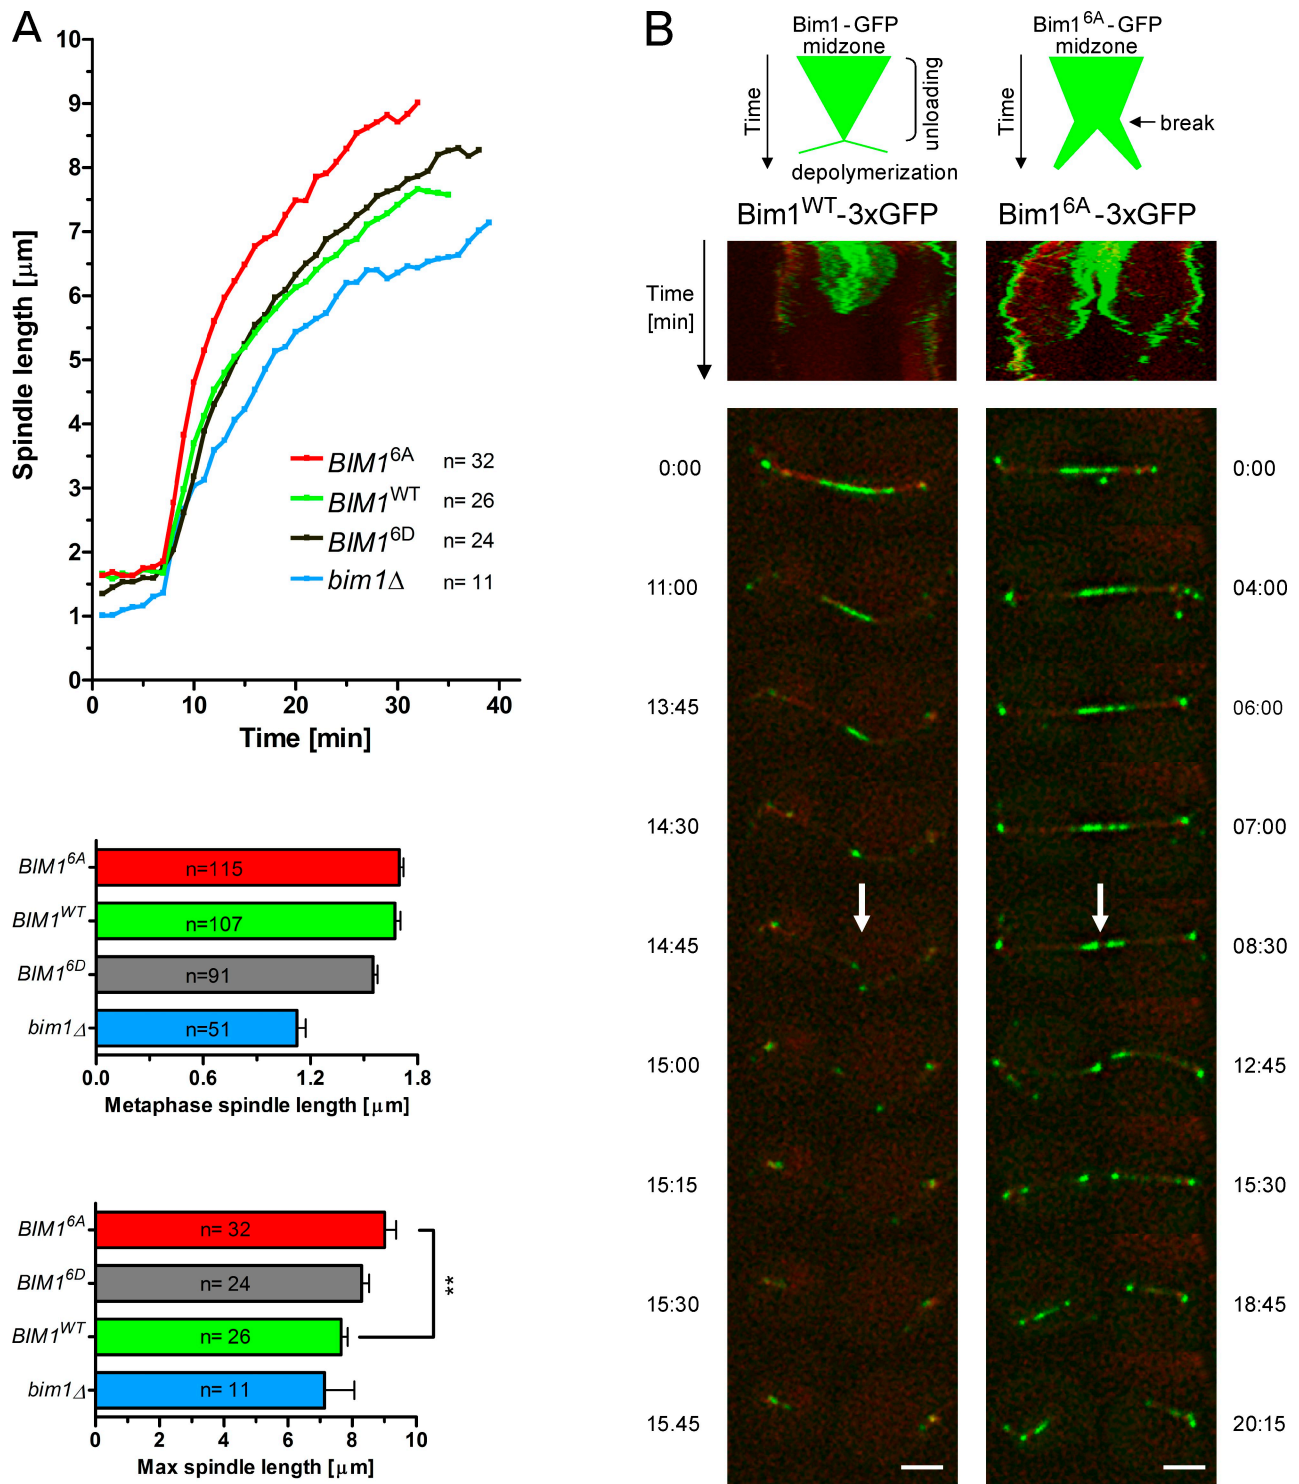 A
10
9
8
7
6
5
4
3
2
1
0
Spindle length [μm]
BIM1^6A n= 32
BIM1^WT n= 26
BIM1^6D n= 24
bim1Δ n= 11
0 10 20 30 40
Time [min]
BIM1^6A n=115
BIM1^WT n=107
BIM1^6D n=91
bim1Δ n=51
0.0 0.6 1.2 1.8
Metaphase spindle length [μm]
BIM1^6A n= 32
BIM1^6D n= 24
BIM1^WT n= 26
bim1Δ n= 11
**
0 2 4 6 8 10
Max spindle length [μm]
B
Bim1-GFP
midzone
Time
unloading
depolymerization
Bim1^6A-GFP
midzone
Time
break
Bim1^WT-3xGFP
Bim1^6A-3xGFP
Time
[min]
0:00
11:00
13:45
14:30
14:45
15:00
15:15
15:30
15.45
0:00
04:00
06:00
07:00
08:30
12:45
15:30
18:45
20:15